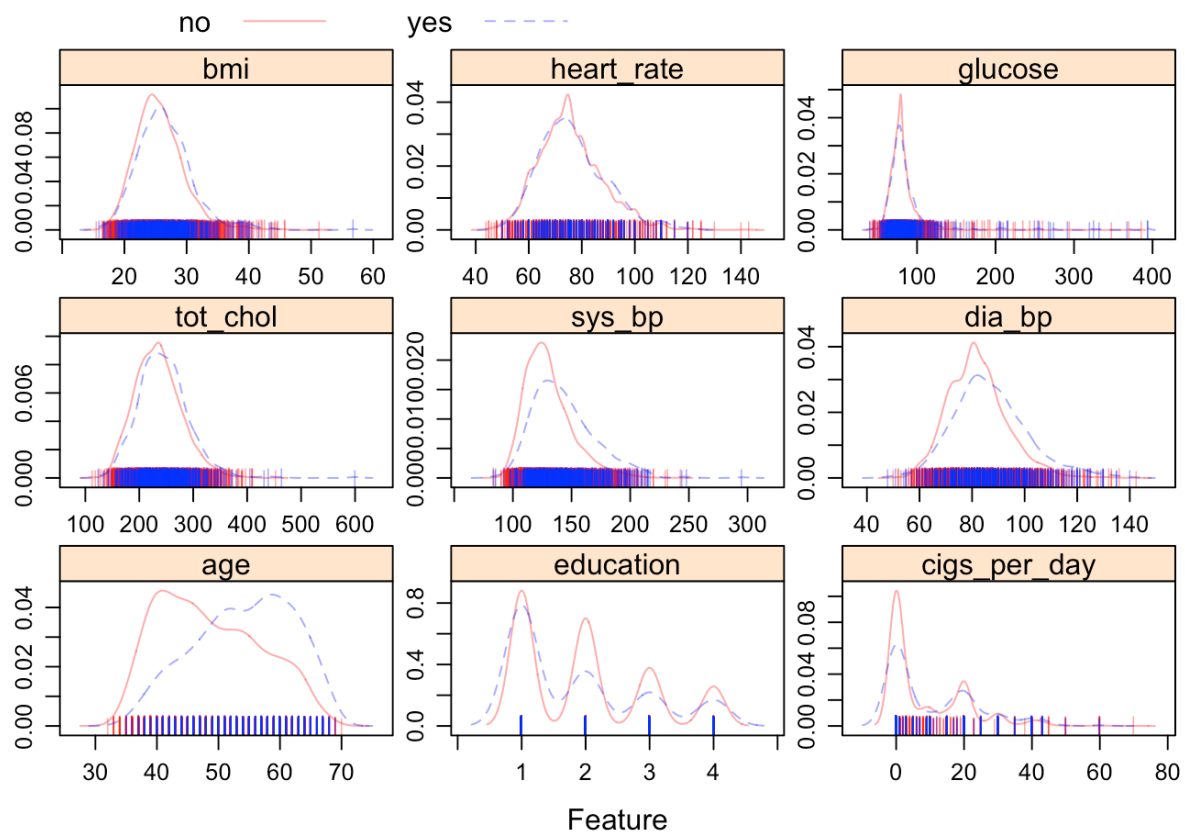 no yes
bmi heart_rate glucose
0.00 0.04 0.08
0.00 0.02 0.04
0.00 0.02 0.04
20 30 40 50 60
40 60 80 100 120 140
100 200 300 400
tot_chol sys_bp dia_bp
0.000 0.006
0.000 0.010 0.020
0.00 0.02 0.04
100 200 300 400 500 600
100 150 200 250 300
40 60 80 100 120 140
age education cigs_per_day
0.00 0.02 0.04
0.0 0.4 0.8
0.00 0.04 0.08
30 40 50 60 70
1 2 3 4
0 20 40 60 80
Feature